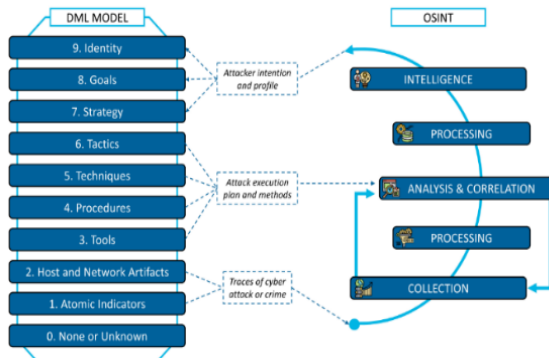 DML MODEL
9. Identity
8. Goals
7. Strategy
6. Tactics
5. Techniques
4. Procedures
3. Tools
2. Host and Network Artifacts
1. Atomic Indicators
0. None or Unknown
Attacker intention
and profile
Attack execution
plan and methods
Traces of cyber
attack or crime
OSINT
INTELLIGENCE
PROCESSING
ANALYSIS & CORRELATION
PROCESSING
COLLECTION